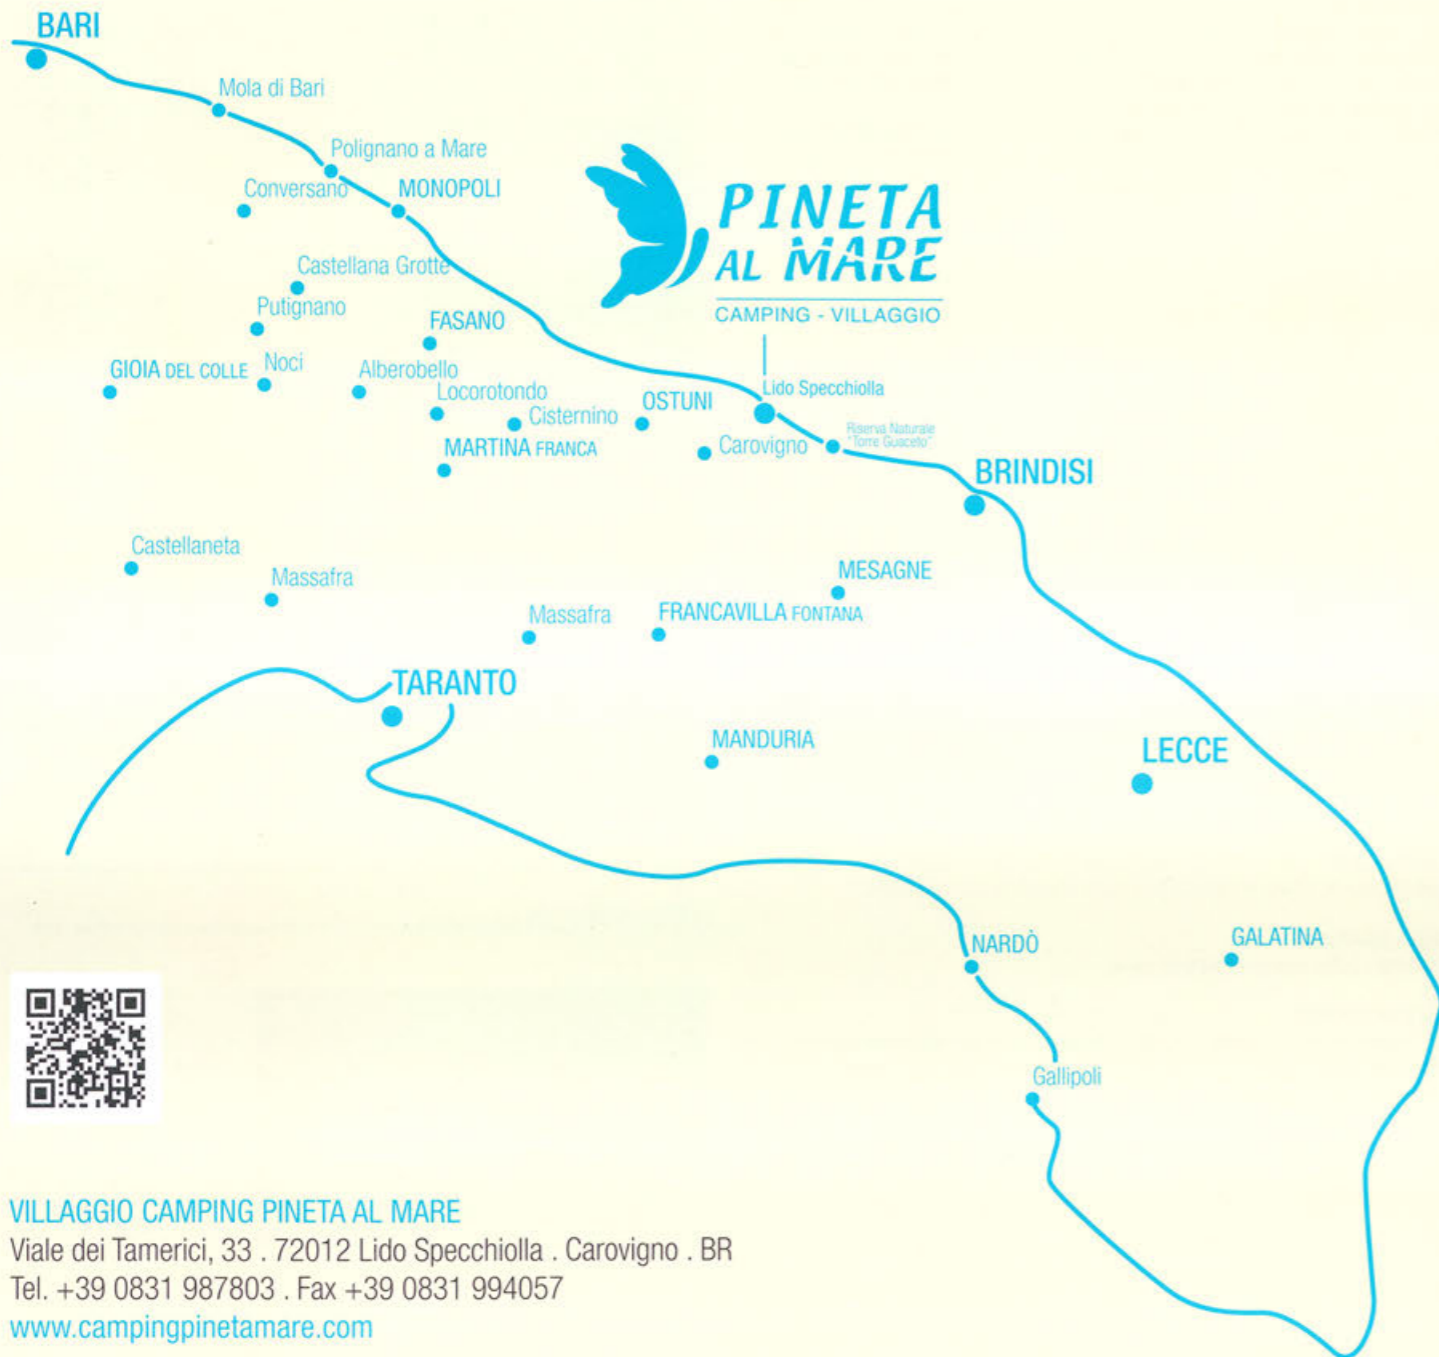 BARI
Mola di Bari
Polignano a Mare
Conversano
MONOPOLI
PINETA
AL MARE
CAMPING - VILLAGGIO
Castellana Grotte
Putignano
FASANO
GIOIA DEL COLLE
Noci
Alberobello
Locorotondo
Cisternino
MARTINA FRANCA
OSTUNI
Lido Specchiolla
Carovigno
Riserva Naturale
"Torre Guaceto"
BRINDISI
Castellaneta
Massafra
Massafra
FRANCAVILLA FONTANA
MESAGNE
TARANTO
MANDURIA
LECCE
NARDÒ
GALATINA
Gallipoli
VILLAGGIO CAMPING PINETA AL MARE
Viale dei Tamerici, 33 . 72012 Lido Specchiolla . Carovigno . BR
Tel. +39 0831 987803 . Fax +39 0831 994057
www.campingpinetamare.com